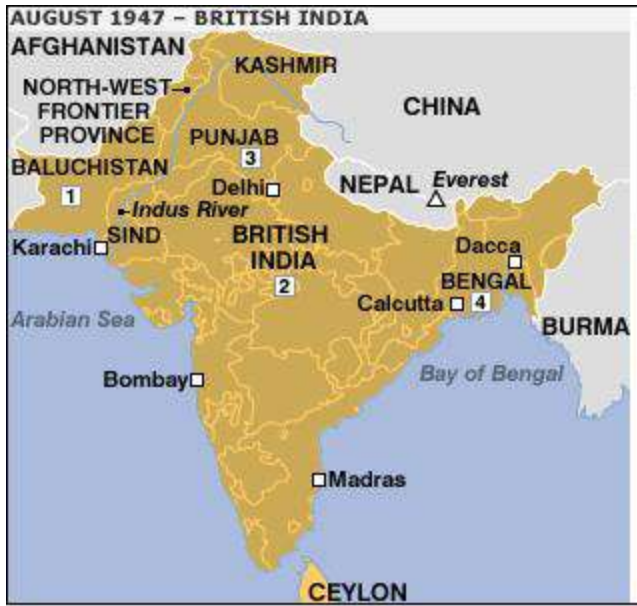 AUGUST 1947 – BRITISH INDIA
AFGHANISTAN
KASHMIR
NORTH-WEST
FRONTIER
PROVINCE
CHINA
PUNJAB
3
BALUCHISTAN
1
Delhi
NEPAL
Everest
Indus River
Karachi
SIND
BRITISH
INDIA
2
Dacca
BENGAL
4
Calcutta
Arabian Sea
BURMA
Bombay
Bay of Bengal
Madras
CEYLON